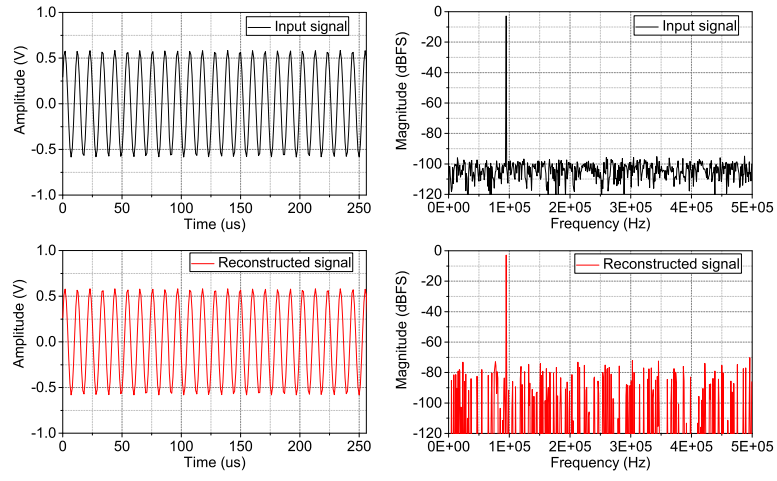 1.0
0.5
0.0
-0.5
-1.0
Amplitude (V)
Input signal
0
50
100
150
200
250
Time (us)
0
-20
-40
-60
-80
-100
-120
Magnitude (dBFS)
Input signal
0E+00
1E+05
2E+05
3E+05
4E+05
5E+05
Frequency (Hz)
1.0
0.5
0.0
-0.5
-1.0
Amplitude (V)
Reconstructed signal
0
50
100
150
200
250
Time (us)
0
-20
-40
-60
-80
-100
-120
Magnitude (dBFS)
Reconstructed signal
0E+00
1E+05
2E+05
3E+05
4E+05
5E+05
Frequency (Hz)